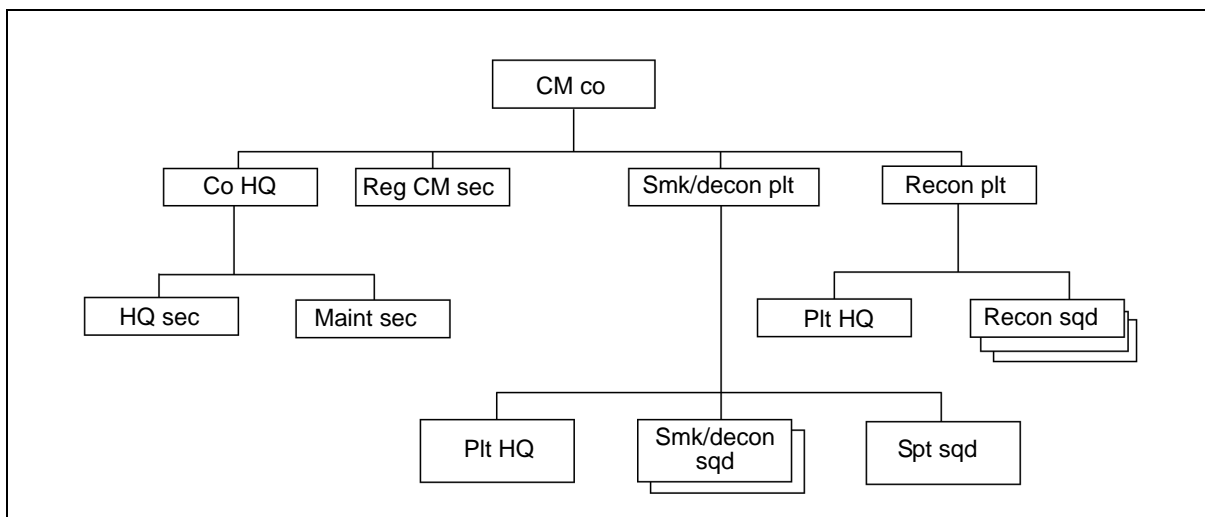 CM co
Co HQ
Reg CM sec
Smk/decon plt
Recon plt
HQ sec
Maint sec
Plt HQ
Recon sqd
Plt HQ
Smk/decon
sqd
Spt sqd